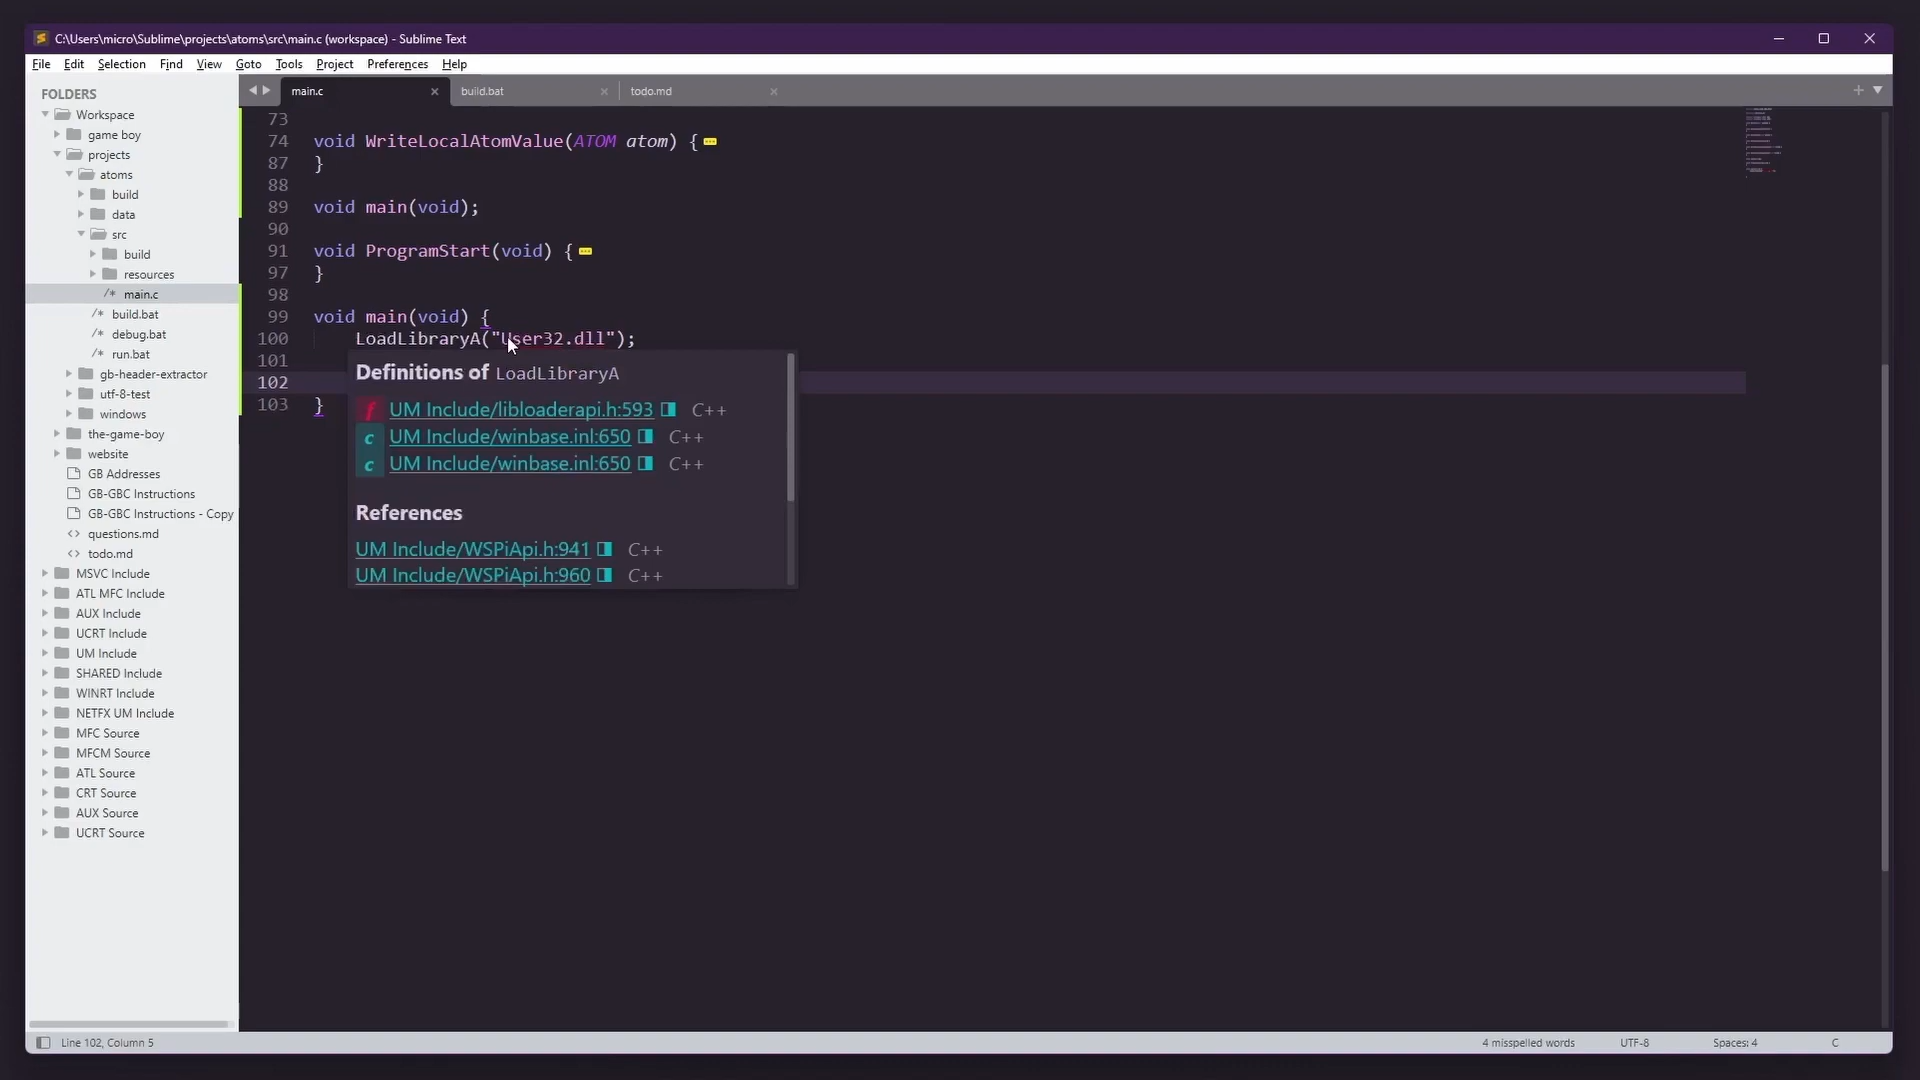 C:\Users\micro\Sublime\projects\atoms\src\main.c (workspace) - Sublime Text
File Edit Selection Find View Goto Tools Project Preferences Help
FOLDERS
Workspace
game boy
projects
atoms
build
data
src
build
resources
/* main.c
/* build.bat
/* debug.bat
/* run.bat
gb-header-extractor
utf-8-test
windows
the-game-boy
website
GB Addresses
GB-GBC Instructions
GB-GBC Instructions - Copy
<> questions.md
<> todo.md
MSVC Include
ATL MFC Include
AUX Include
UCRT Include
UM Include
SHARED Include
WINRT Include
NETFX UM Include
MFC Source
MFCM Source
ATL Source
CRT Source
AUX Source
UCRT Source
main.c × build.bat × todo.md ×
73
74 void WriteLocalAtomValue(ATOM atom) {
87 }
88
89 void main(void);
90
91 void ProgramStart(void) {
97 }
98
99 void main(void) {
100 LoadLibraryA("User32.dll");
101
102
103 }
Definitions of LoadLibraryA
f UM Include/libloaderapi.h:593 C++
c UM Include/winbase.inl:650 C++
c UM Include/winbase.inl:650 C++
References
UM Include/WSPiApi.h:941 C++
UM Include/WSPiApi.h:960 C++
Line 102, Column 5 4 misspelled words UTF-8 Spaces: 4 C